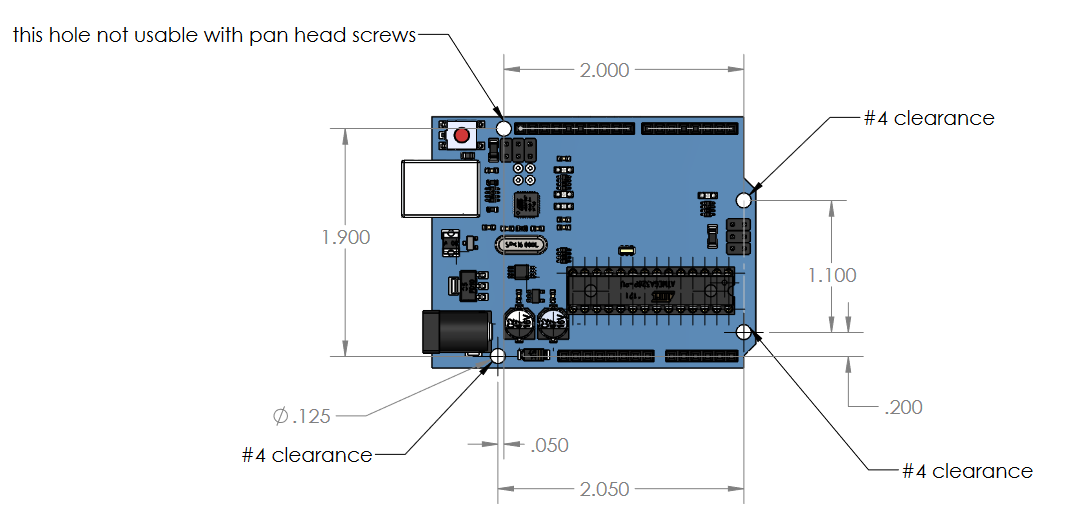 this hole not usable with pan head screws
2.000
#4 clearance
1.900
1.100
Ø.125
.200
#4 clearance
.050
#4 clearance
2.050